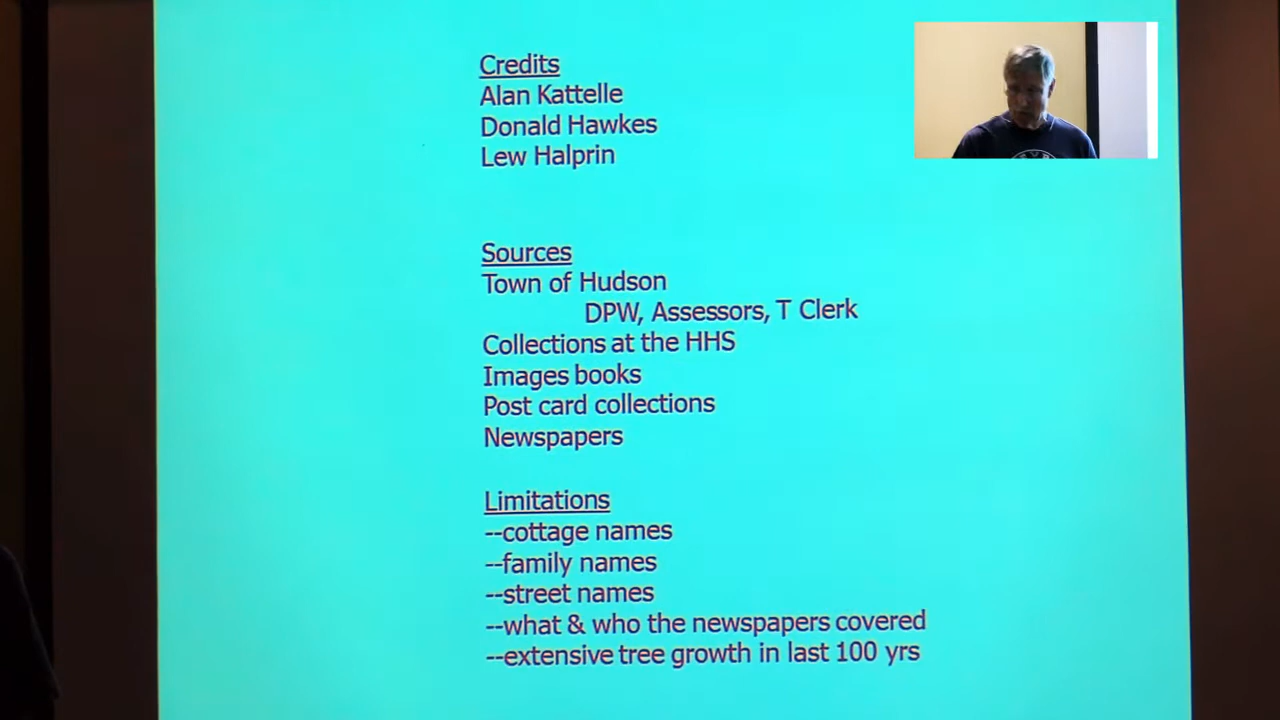 Credits
Alan Kattelle
Donald Hawkes
Lew Halprin
Sources
Town of Hudson
DPW, Assessors, T Clerk
Collections at the HHS
Images books
Post card collections
Newspapers
Limitations
--cottage names
--family names
--street names
--what & who the newspapers covered
--extensive tree growth in last 100 yrs